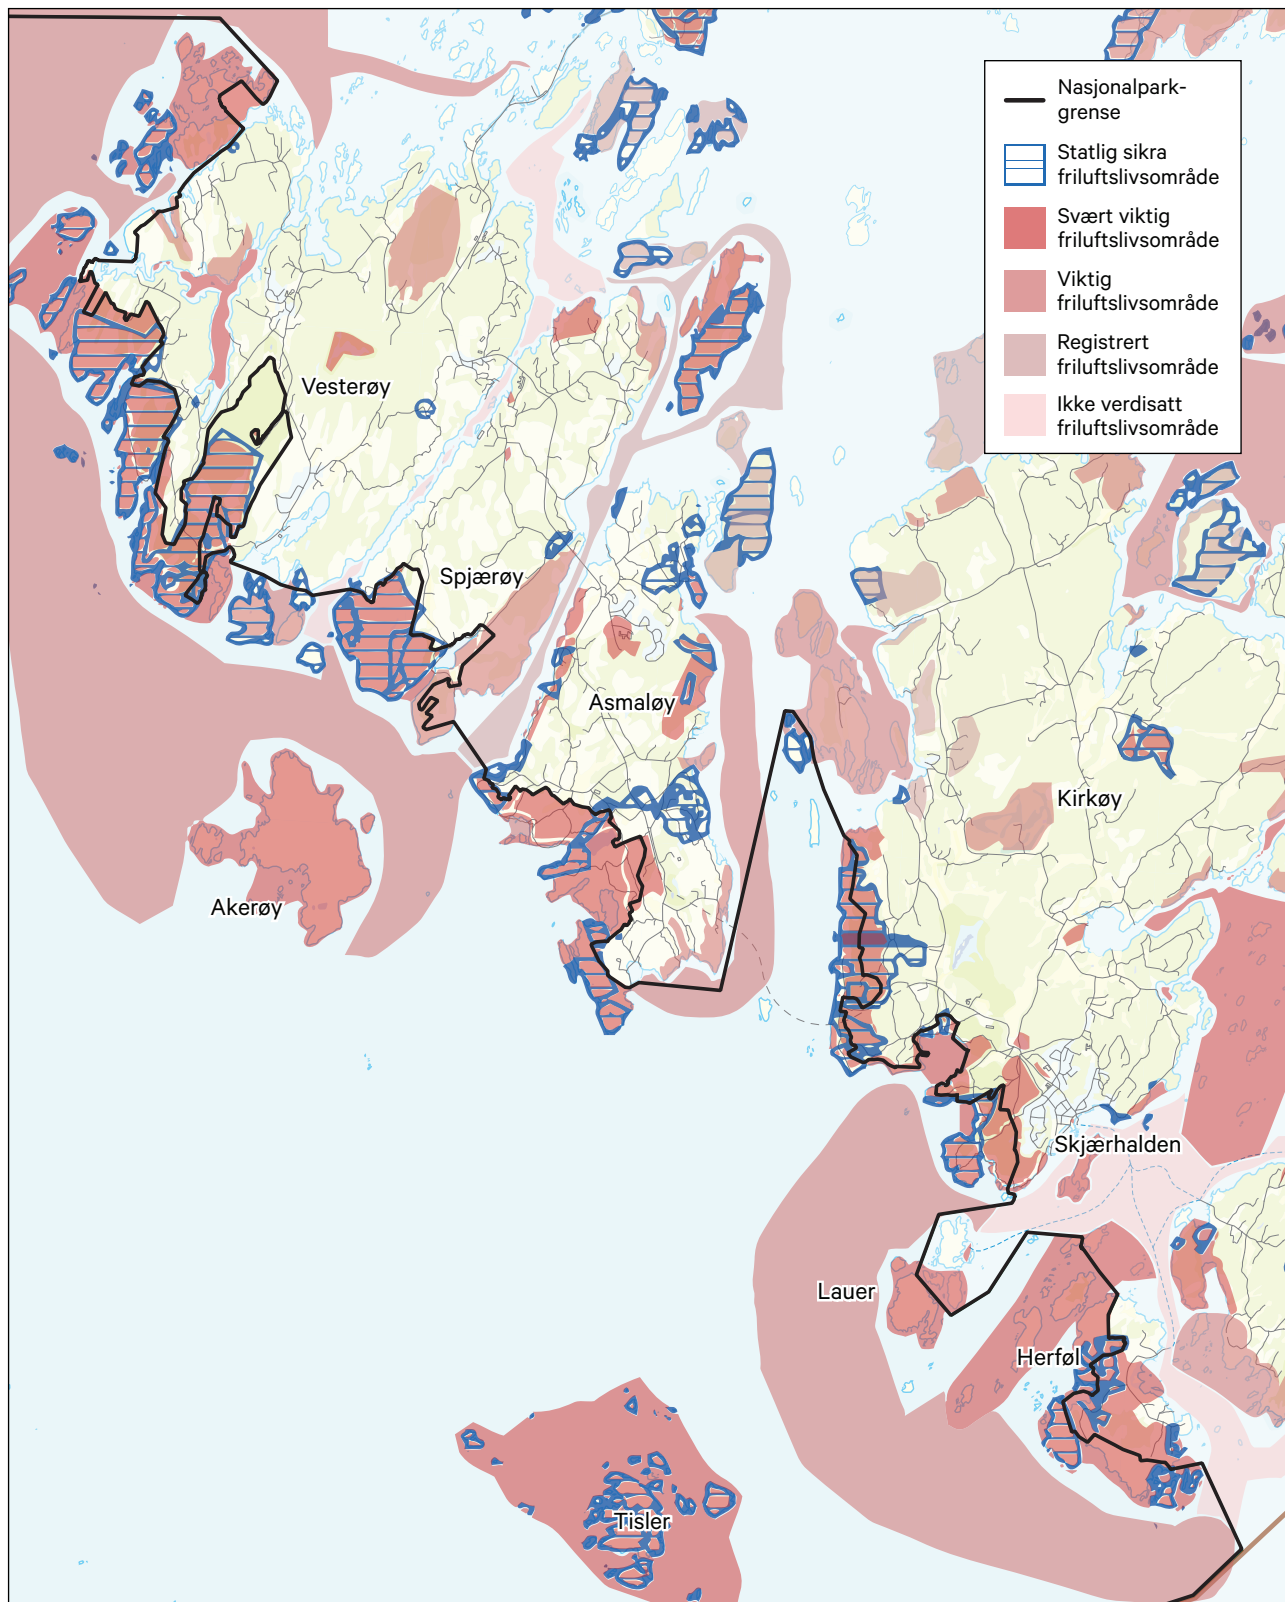 Nasjonalpark-
grense
Statlig sikra
friluftslivsområde
Svært viktig
friluftslivsområde
Viktig
friluftslivsområde
Registrert
friluftslivsområde
Ikke verdisatt
friluftslivsområde
Vesterøy
Spjærøy
Asmaløy
Kirkøy
Akerøy
Skjærhalden
Lauer
Herføl
Tisler